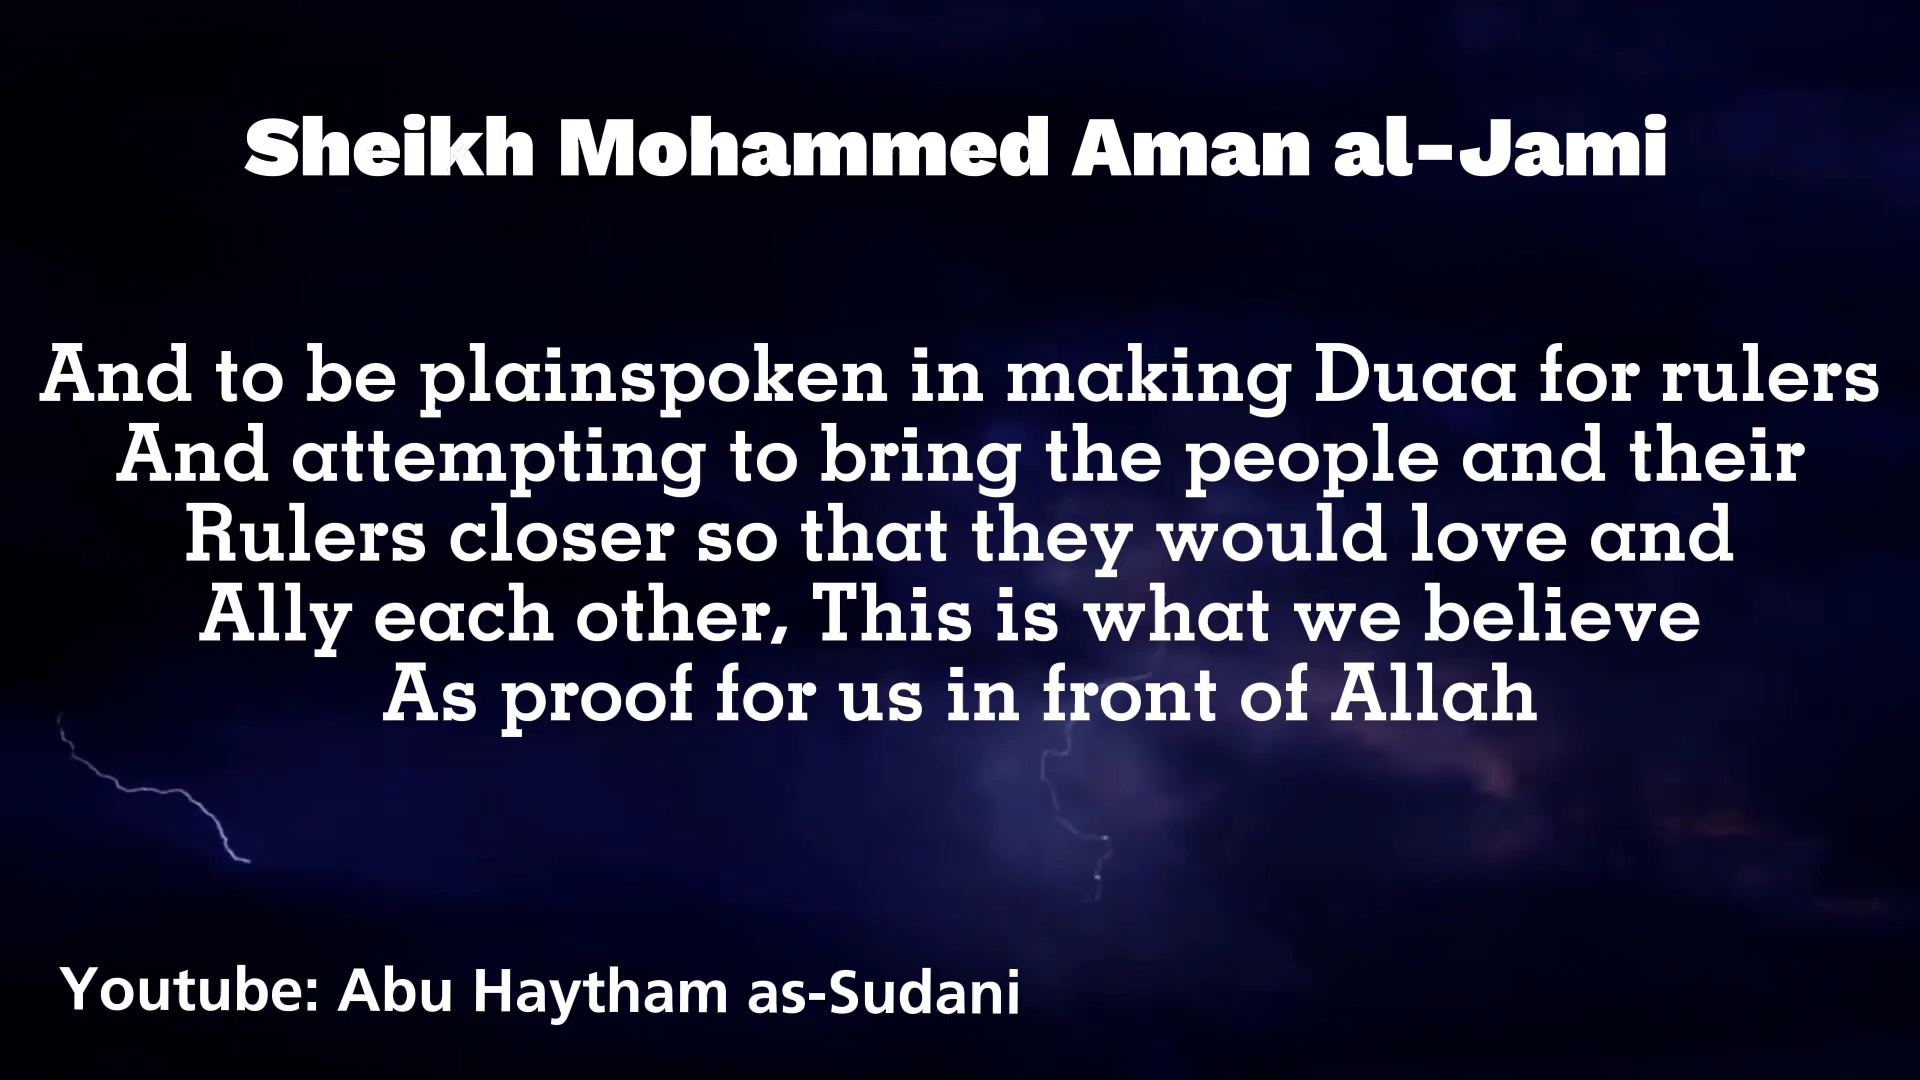 Sheikh Mohammed Aman al-Jami
And to be plainspoken in making Duaa for rulers
And attempting to bring the people and their
Rulers closer so that they would love and
Ally each other, This is what we believe
As proof for us in front of Allah
Youtube: Abu Haytham as-Sudani